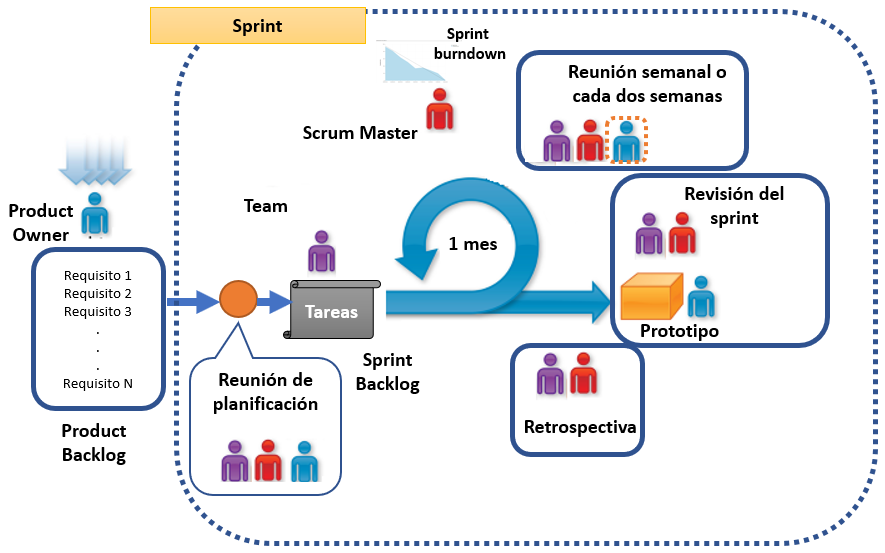 Sprint
Sprint
burndown
Reunión semanal o
cada dos semanas
Scrum Master
Revisión del
sprint
Team
Product
Owner
1 mes
Requisito 1
Requisito 2
Requisito 3
.
.
.
Requisito N
Tareas
Prototipo
Sprint
Backlog
Reunión de
planificación
Retrospectiva
Product
Backlog